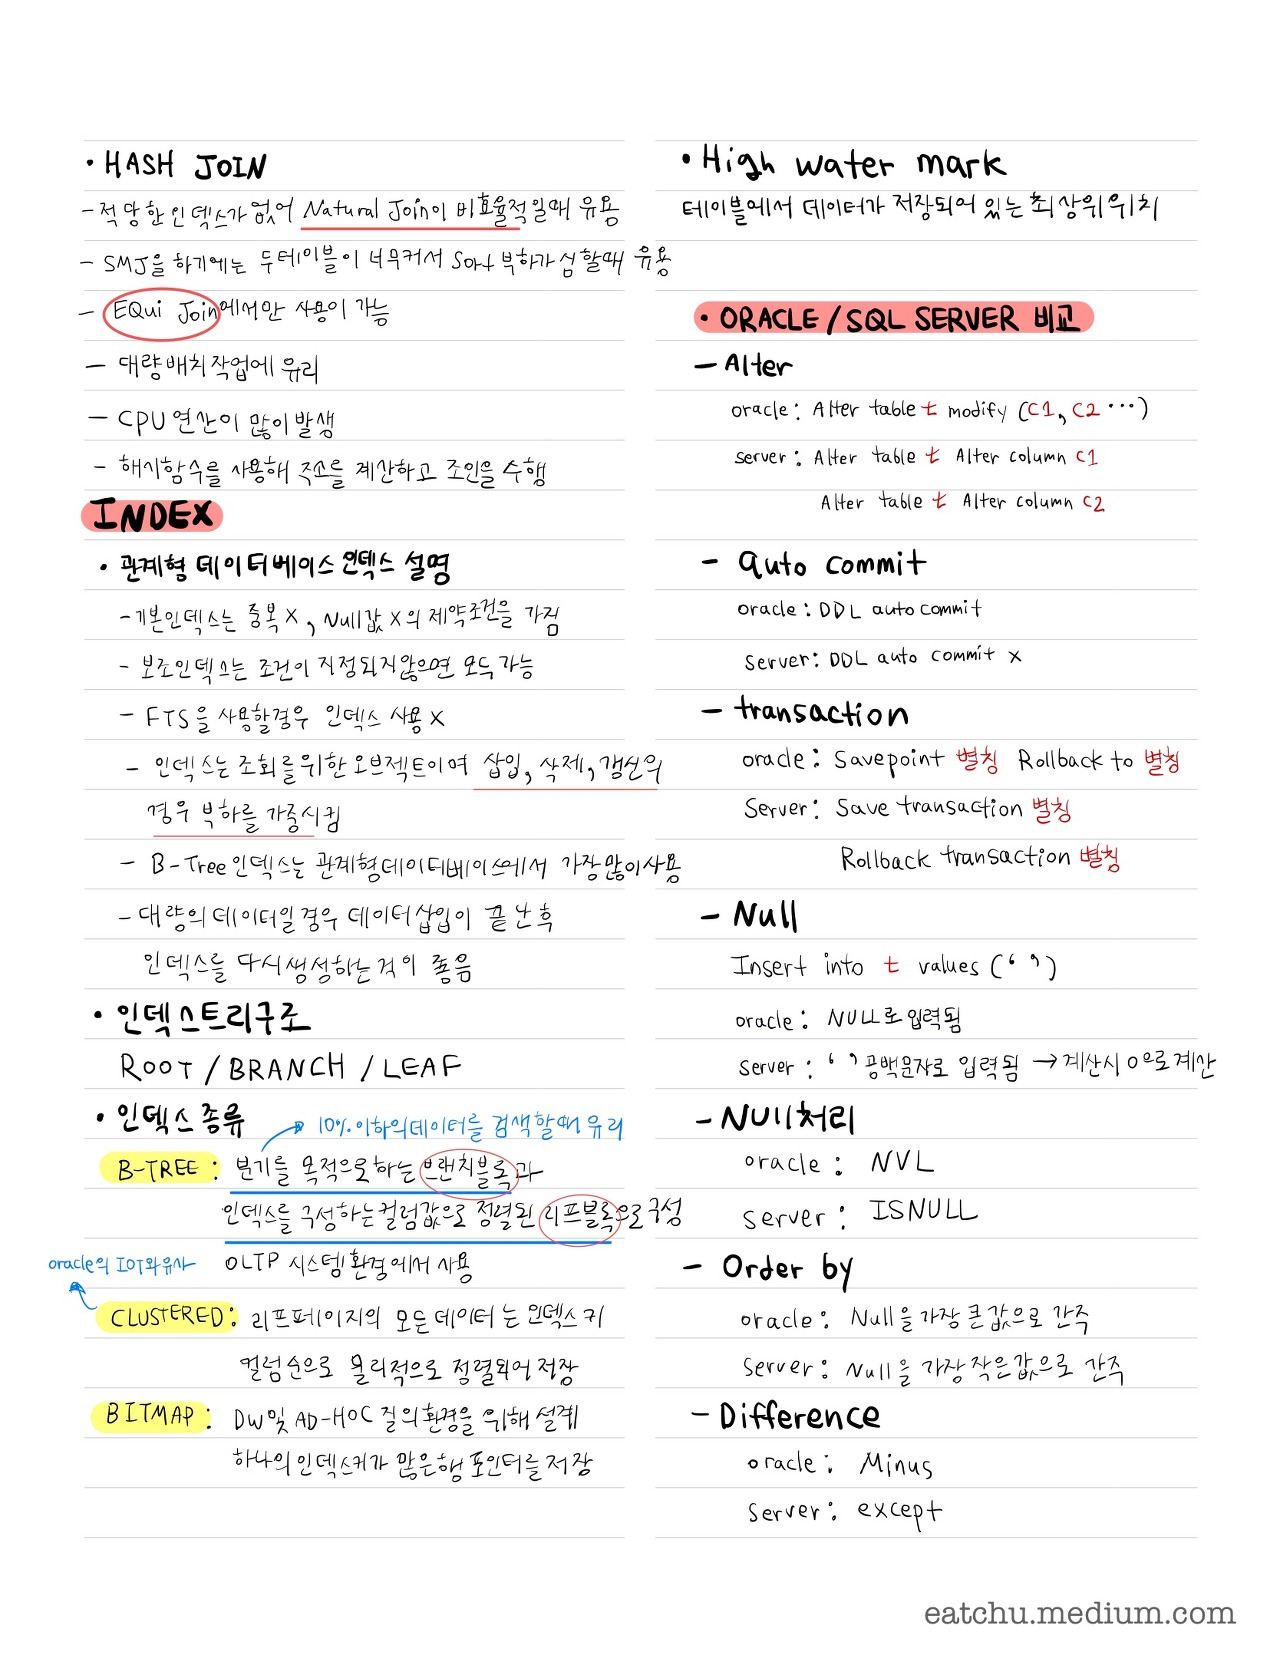 • HASH JOIN
- 적당한 인덱스가 없어 Natural Join이 비효율적일때 유용
- SMJ을 하기에는 두테이블이 너무커서 Sort 부하가 심할때 유용
- EQui Join에서만 사용이 가능
- 대량배치작업에 유리
- CPU 연산이 많이발생
- 해시함수를 사용해 주소를 계산하고 조인을 수행
INDEX
• 관계형 데이터베이스 인덱스 설명
- 기본인덱스는 중복 X, Null값 X의 제약조건을 가짐
- 보조인덱스는 조건이 지정되지않으면 모두가능
- FTS을 사용할경우 인덱스 사용 X
- 인덱스는 조회를위한 오브젝트이며 삽입, 삭제, 갱신의
경우 부하를 가중시킴
- B-Tree 인덱스는 관계형데이터베이스에서 가장많이사용
- 대량의 데이터일경우 데이터삽입이 끝난후
인덱스를 다시생성하는것이 좋음
• 인덱스트리구조
ROOT / BRANCH / LEAF
• 인덱스종류
10% 이하의데이터를 검색할때 유리
B-TREE : 분기를 목적으로하는 브랜치블록과
인덱스를 구성하는컬럼값으로 정렬된 리프블록으로구성
OLTP 시스템환경에서 사용
oracle의 IOT와유사
CLUSTERED : 리프페이지의 모든데이터는 인덱스키
컬럼순으로 물리적으로 정렬되어 저장
BITMAP : DW및 AD-HOC 질의환경을 위해 설계
하나의인덱스키가 많은행 포인터를 저장
• High water mark
테이블에서 데이터가 저장되어 있는 최상위위치
• ORACLE / SQL SERVER 비교
- Alter
oracle : Alter table t modify (C1, C2 ···)
server : Alter table t Alter column C1
Alter table t Alter column C2
- auto commit
oracle : DDL auto commit
server : DDL auto commit X
- transaction
oracle : Savepoint 별칭 Rollback to 별칭
Server : Save transaction 별칭
Rollback transaction 별칭
- Null
Insert into t values (‘ ’)
oracle : NULL로입력됨
server : ‘ ’ 공백문자로 입력됨 → 계산시 0으로계산
- NUll처리
oracle : NVL
server : ISNULL
- Order by
oracle : Null을 가장 큰값으로 간주
server : Null을 가장작은값으로 간주
- Difference
oracle : Minus
Server : except
eatchu.medium.com